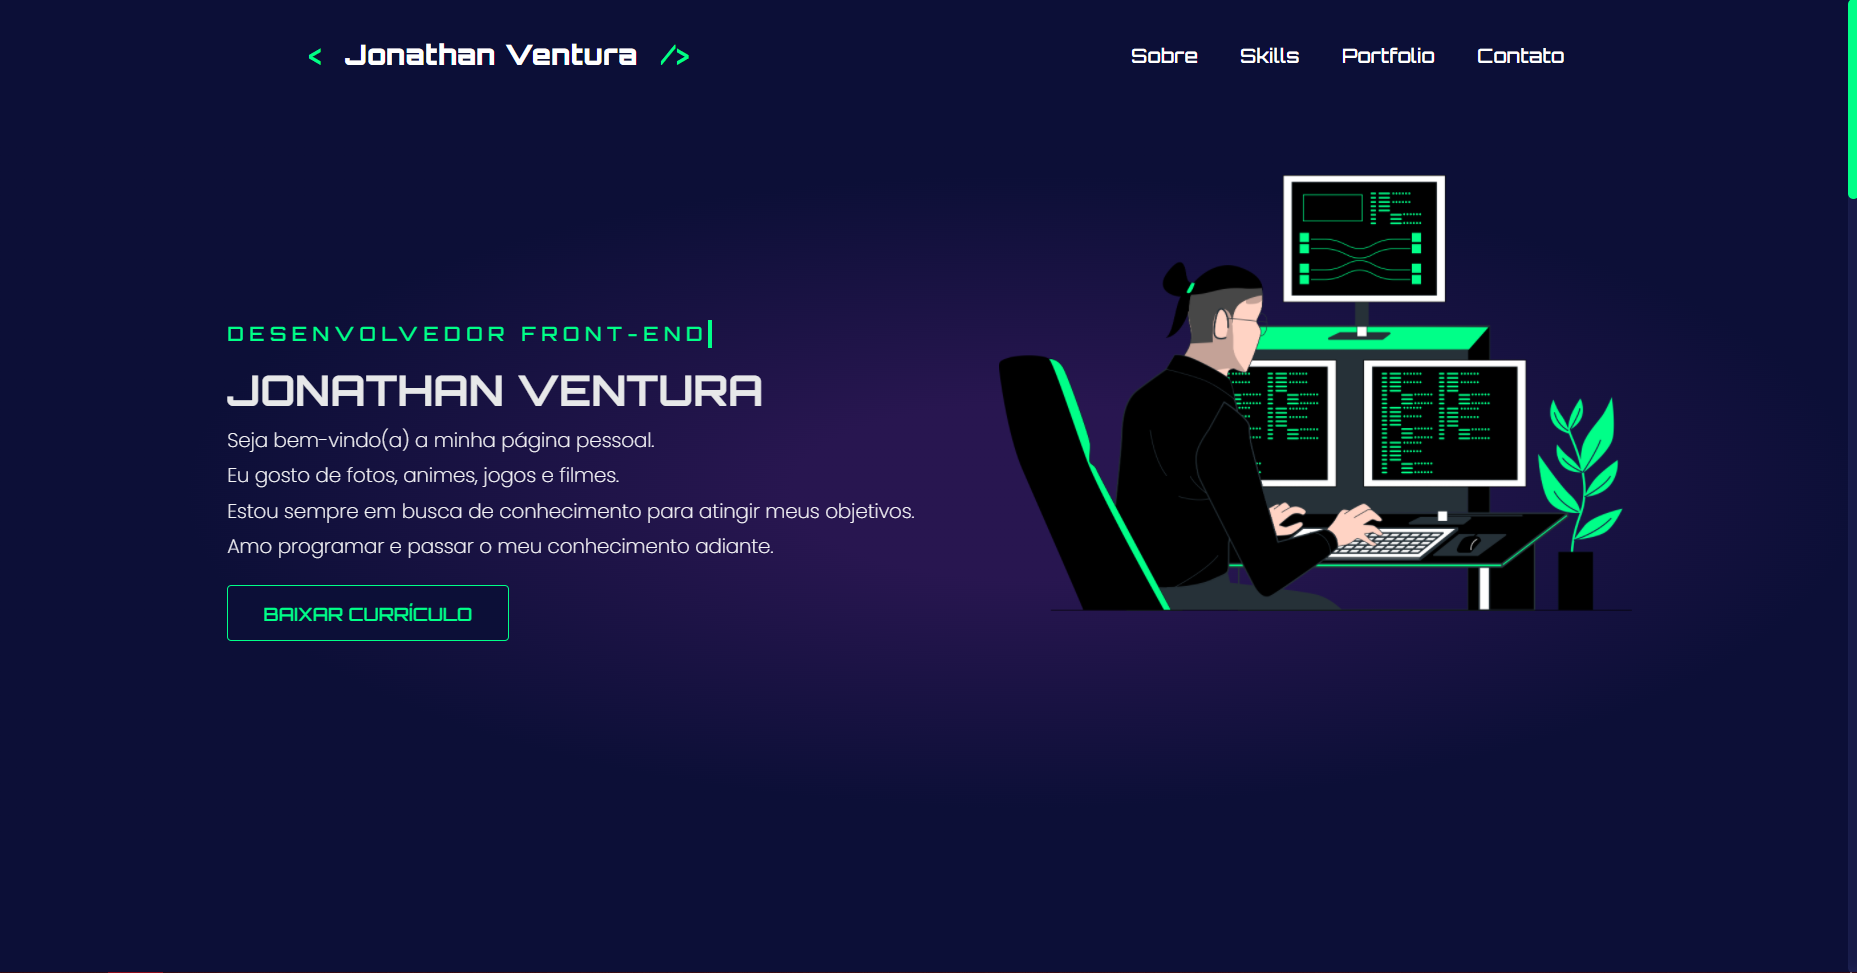 < Jonathan Ventura />
Sobre Skills Portfolio Contato
DESENVOLVEDOR FRONT-END|
JONATHAN VENTURA
Seja bem-vindo(a) a minha página pessoal.
Eu gosto de fotos, animes, jogos e filmes.
Estou sempre em busca de conhecimento para atingir meus objetivos.
Amo programar e passar o meu conhecimento adiante.
BAIXAR CURRÍCULO